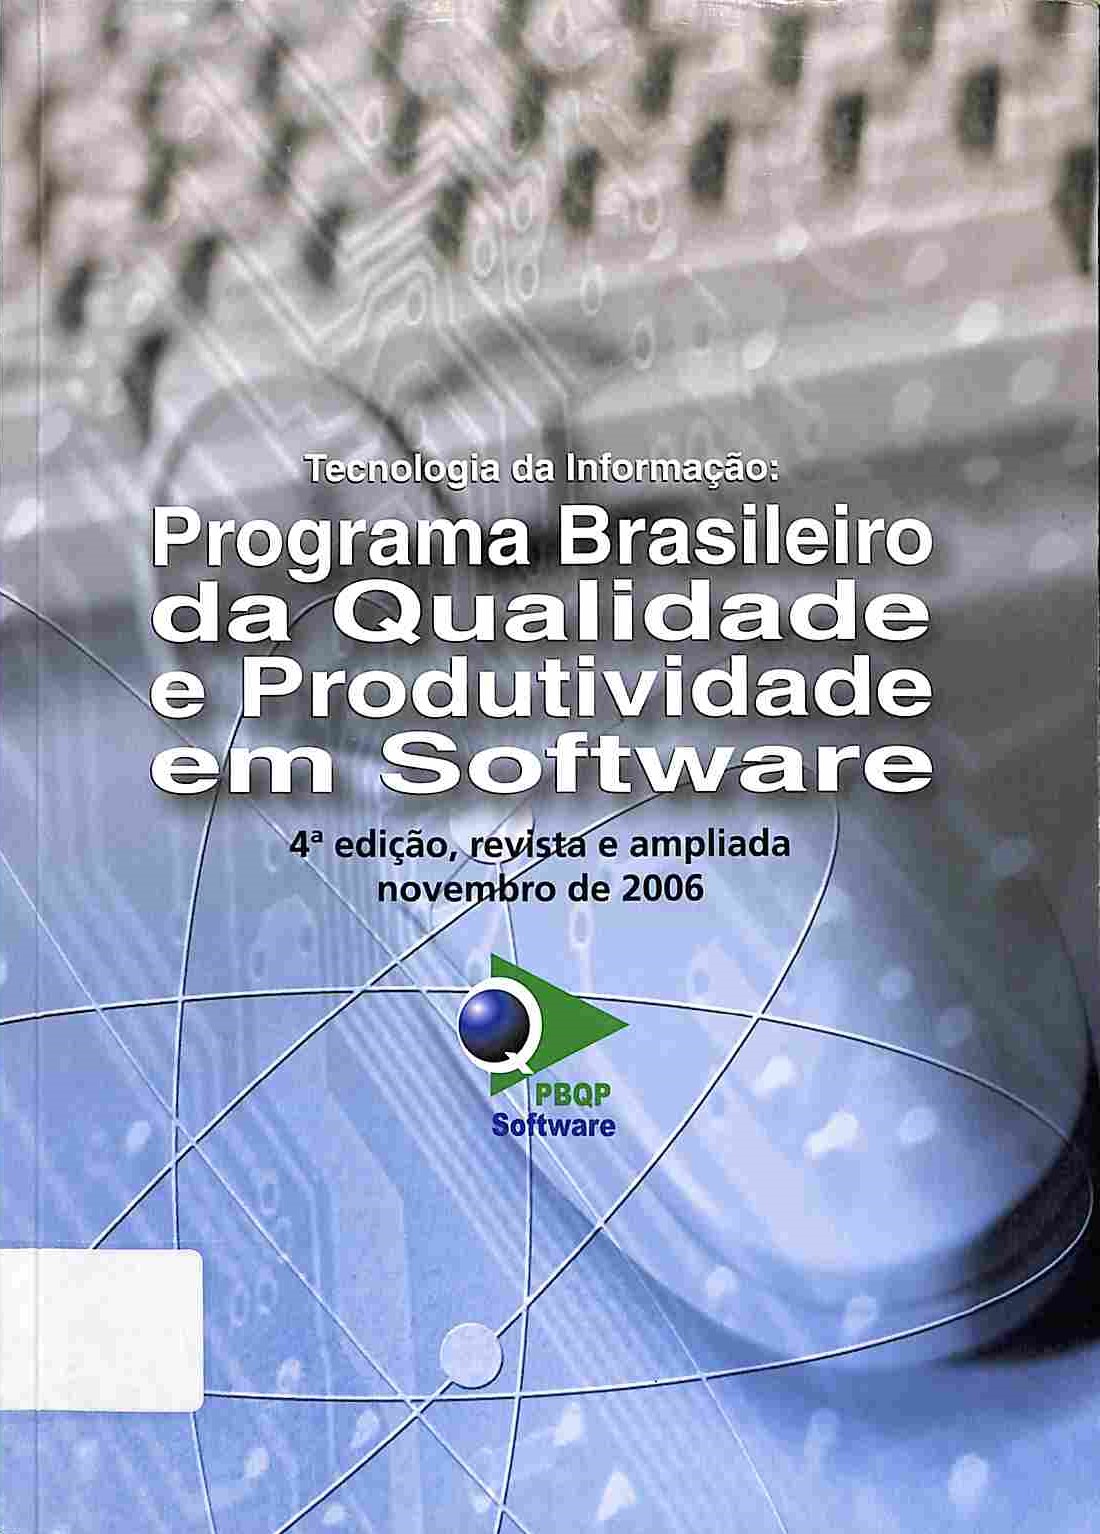 Tecnologia da Informação:
Programa Brasileiro
da Qualidade
e Produtividade
em Software
4ª edição, revista e ampliada
novembro de 2006
Q
PBQP
Software